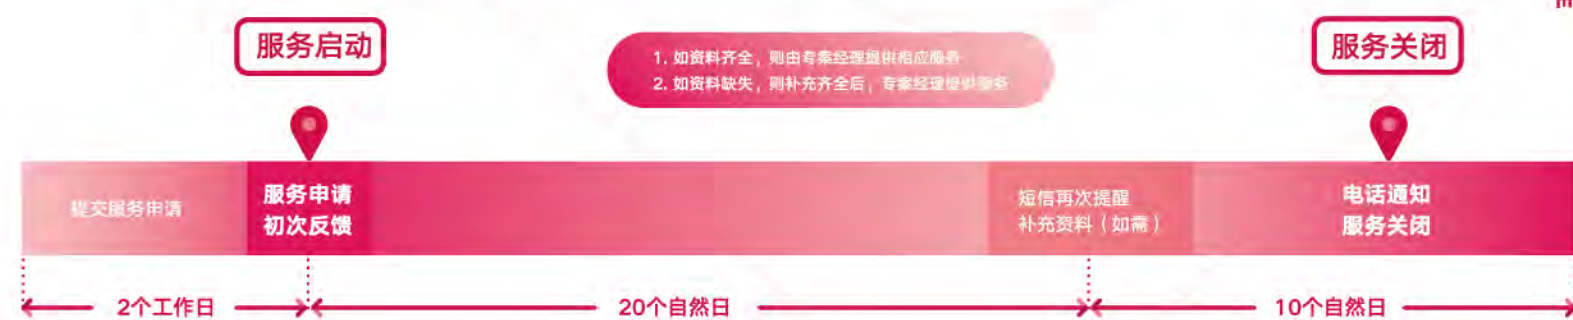 服务启动
1. 如资料齐全，则由专案经理提供相应服务
2. 如资料缺失，则补充齐全后，专案经理提供服务
服务关闭
提交服务申请
服务申请
初次反馈
短信再次提醒
补充资料（如需）
电话通知
服务关闭
2个工作日
20个自然日
10个自然日